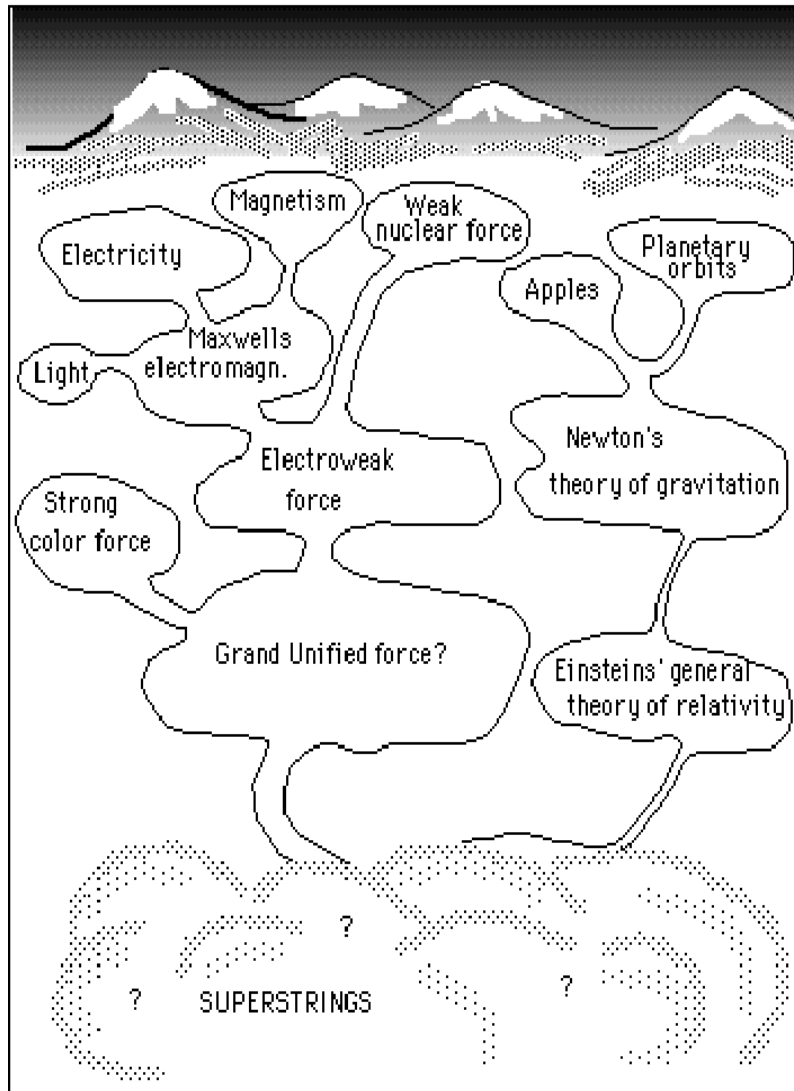 Magnetism
Weak
nuclear force
Electricity
Planetary
orbits
Apples
Maxwells
electromagn.
Light
Newton's
theory of gravitation
Electroweak
force
Strong
color force
Grand Unified force?
Einsteins' general
theory of relativity
?
?
SUPERSTRINGS
?